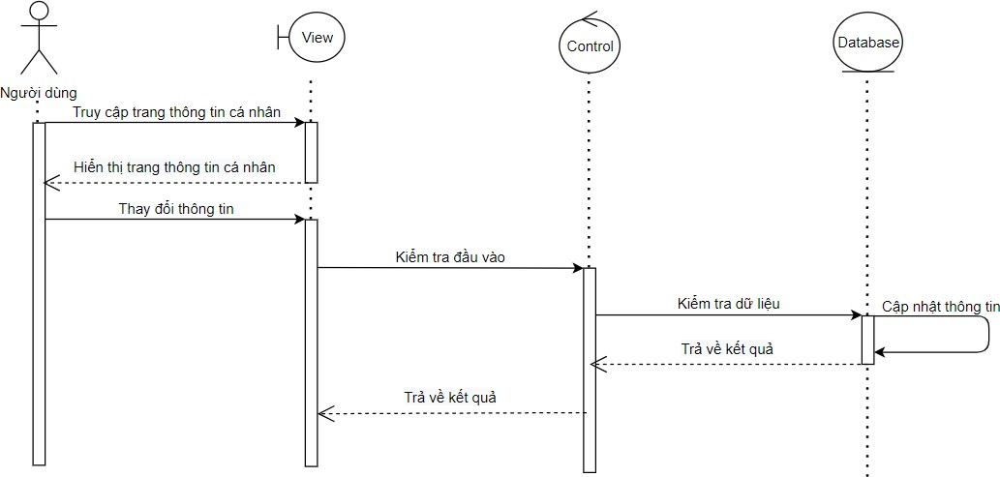 View
Control
Database
Người dùng
Truy cập trang thông tin cá nhân
Hiển thị trang thông tin cá nhân
Thay đổi thông tin
Kiểm tra đầu vào
Kiểm tra dữ liệu
Cập nhật thông tin
Trả về kết quả
Trả về kết quả